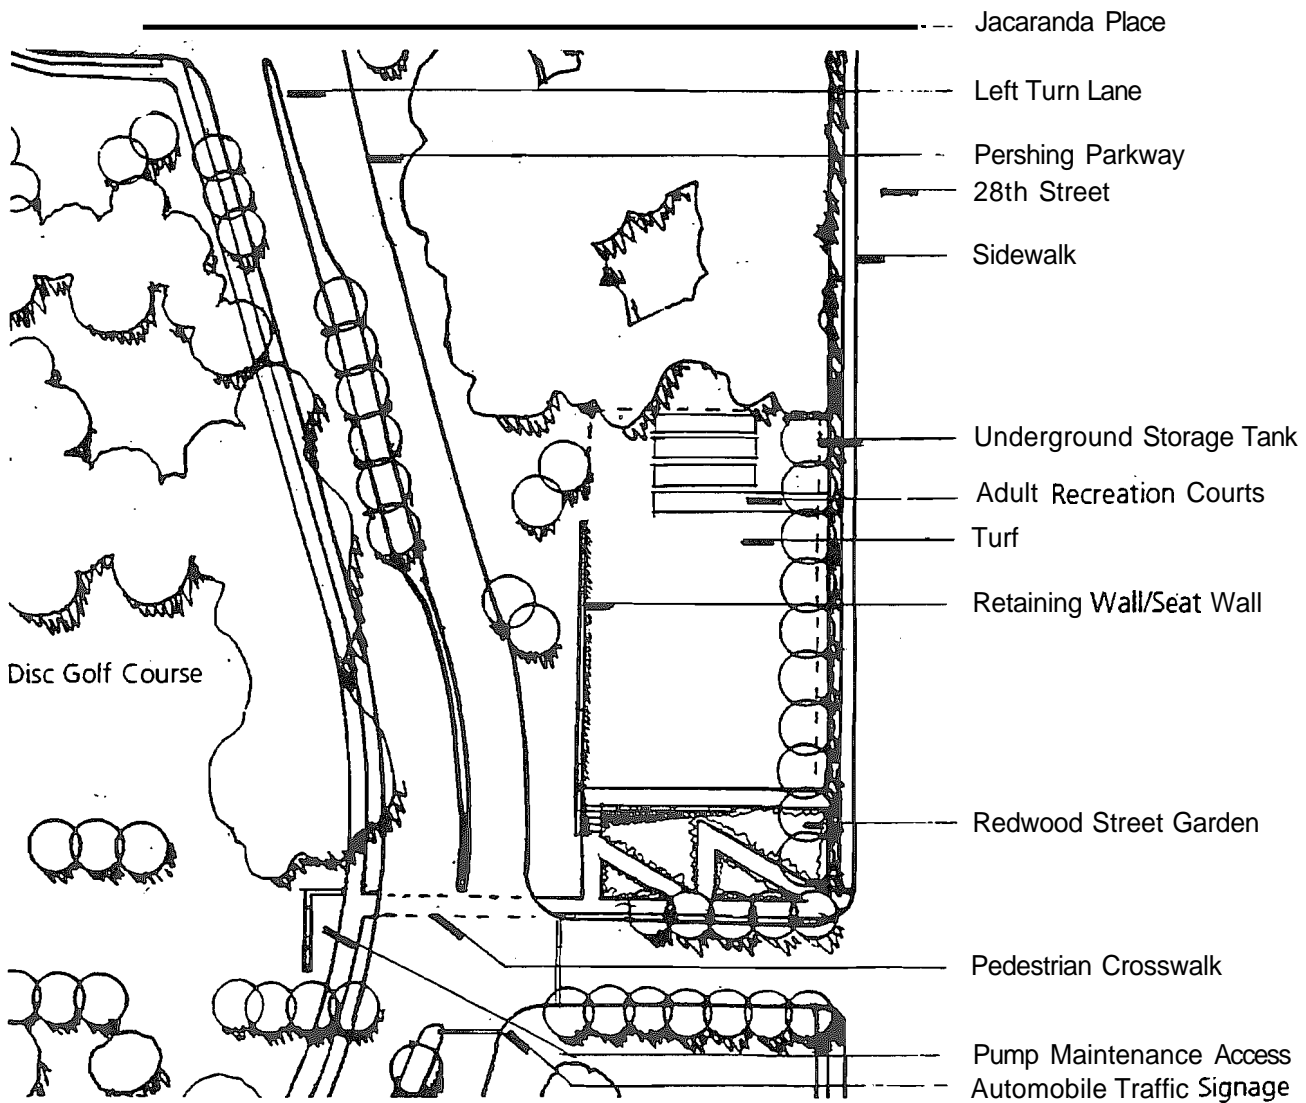 Jacaranda Place
Left Turn Lane
Pershing Parkway
28th Street
Sidewalk
Underground Storage Tank
Adult Recreation Courts
Turf
Retaining Wall/Seat Wall
Disc Golf Course
Redwood Street Garden
Pedestrian Crosswalk
Pump Maintenance Access
Automobile Traffic Signage